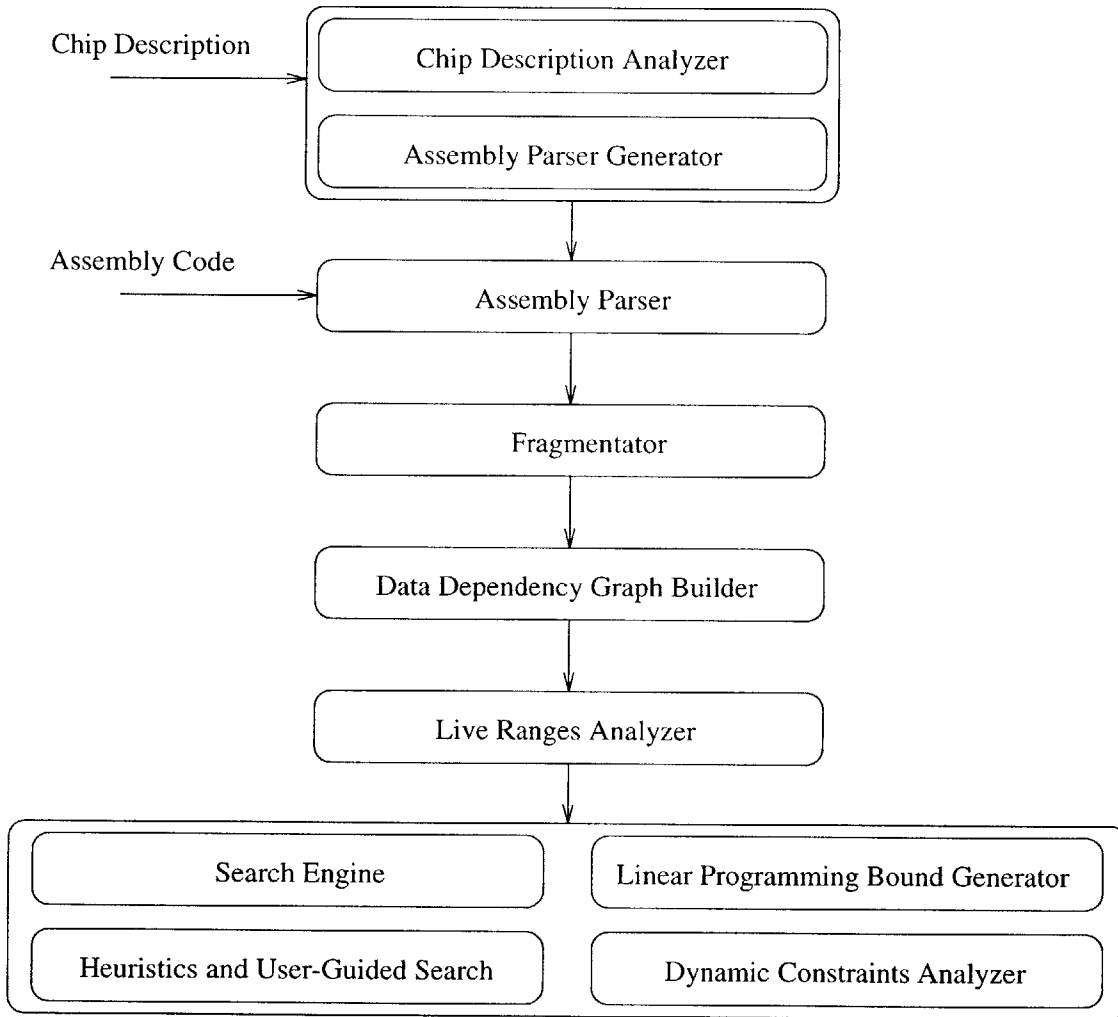 Chip Description
Chip Description Analyzer
Assembly Parser Generator
Assembly Code
Assembly Parser
Fragmentator
Data Dependency Graph Builder
Live Ranges Analyzer
Search Engine
Linear Programming Bound Generator
Heuristics and User-Guided Search
Dynamic Constraints Analyzer